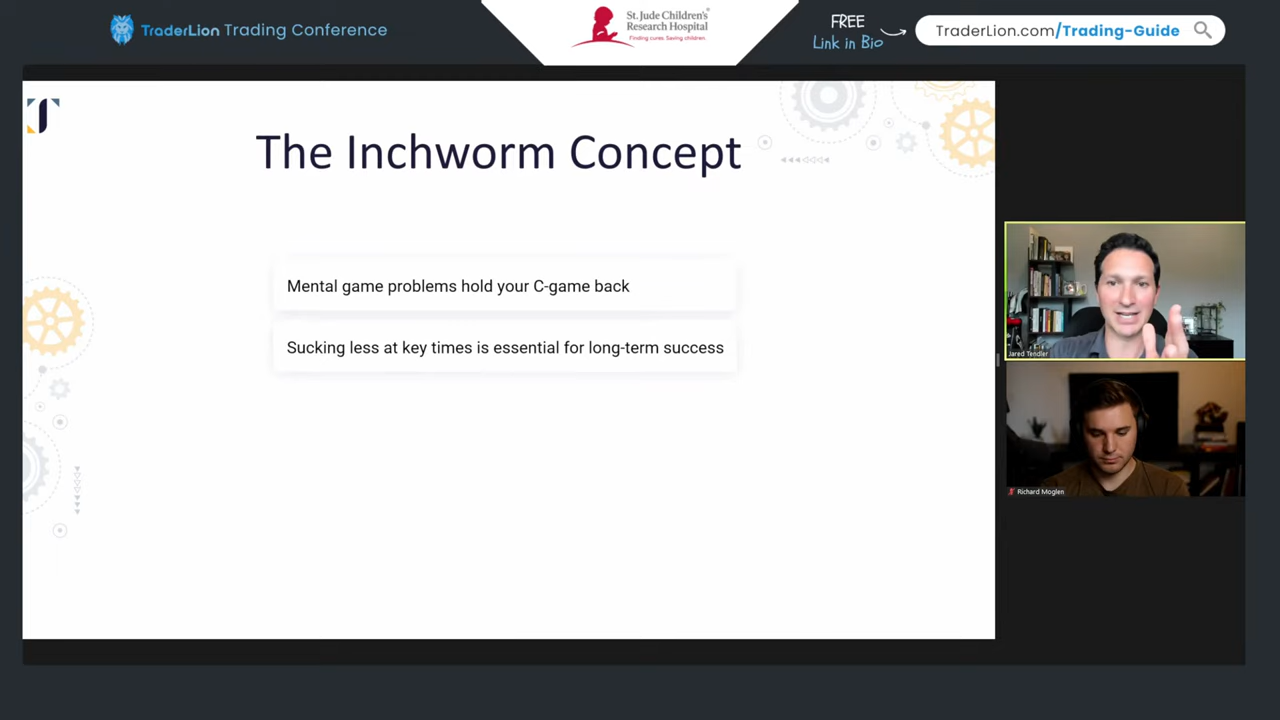 TraderLion Trading Conference
St. Jude Children's
Research Hospital
Finding cures. Saving children.
FREE
Link in Bio
TraderLion.com/Trading-Guide
The Inchworm Concept
Mental game problems hold your C-game back
Sucking less at key times is essential for long-term success
Jared Tendler
Richard Moglen